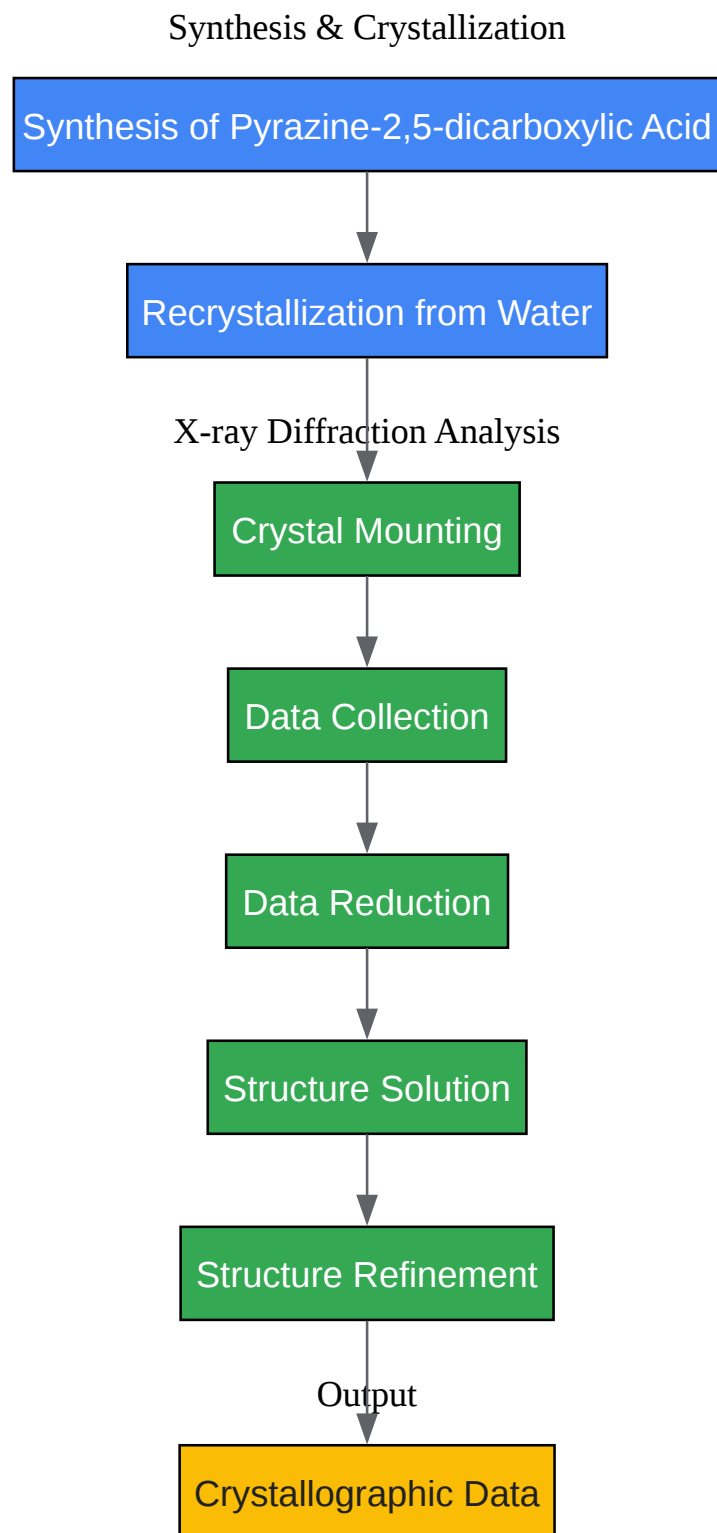 Synthesis & Crystallization
Synthesis of Pyrazine-2,5-dicarboxylic Acid
Recrystallization from Water
X-ray Diffraction Analysis
Crystal Mounting
Data Collection
Data Reduction
Structure Solution
Structure Refinement
Output
Crystallographic Data